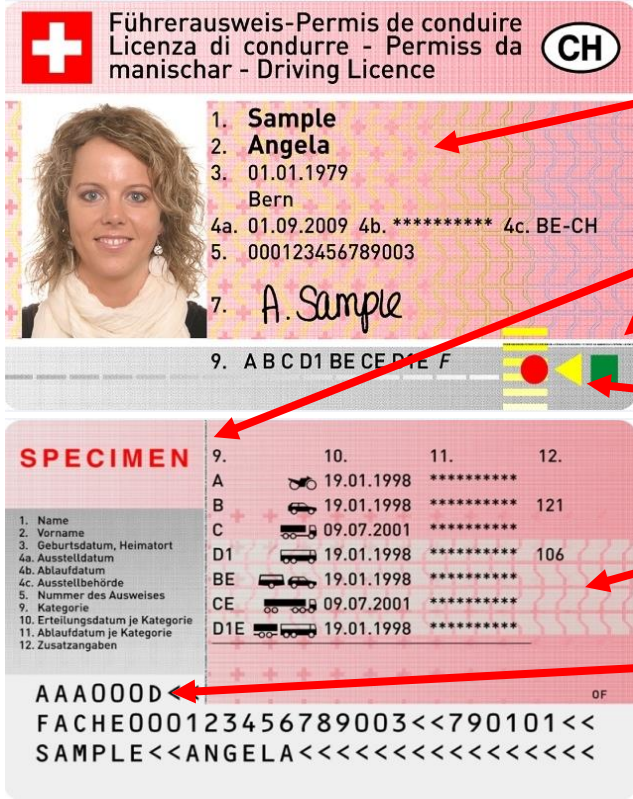 Führerausweis-Permis de conduire
Licenza di condurre - Permiss da
manischar - Driving Licence
CH
1. Sample
2. Angela
3. 01.01.1979
Bern
4a. 01.09.2009 4b. ********** 4c. BE-CH
5. 000123456789003
7. A. Sample
9. A B C D1 BE CE D1E F
SPECIMEN
1. Name
2. Vorname
3. Geburtsdatum, Heimatort
4a. Ausstelldatum
4b. Ablaufdatum
4c. Ausstellbehörde
5. Nummer des Ausweises
9. Kategorie
10. Erteilungsdatum je Kategorie
11. Ablaufdatum je Kategorie
12. Zusatzangaben
9. 10. 11. 12.
A 19.01.1998 **********
B 19.01.1998 ********** 121
C 09.07.2001 **********
D1 19.01.1998 ********** 106
BE 19.01.1998 **********
CE 09.07.2001 **********
D1E 19.01.1998 **********
OF
AAA000D<<
FACHE000123456789003<<790101<<
SAMPLE<<ANGELA<<<<<<<<<<<<<<<<